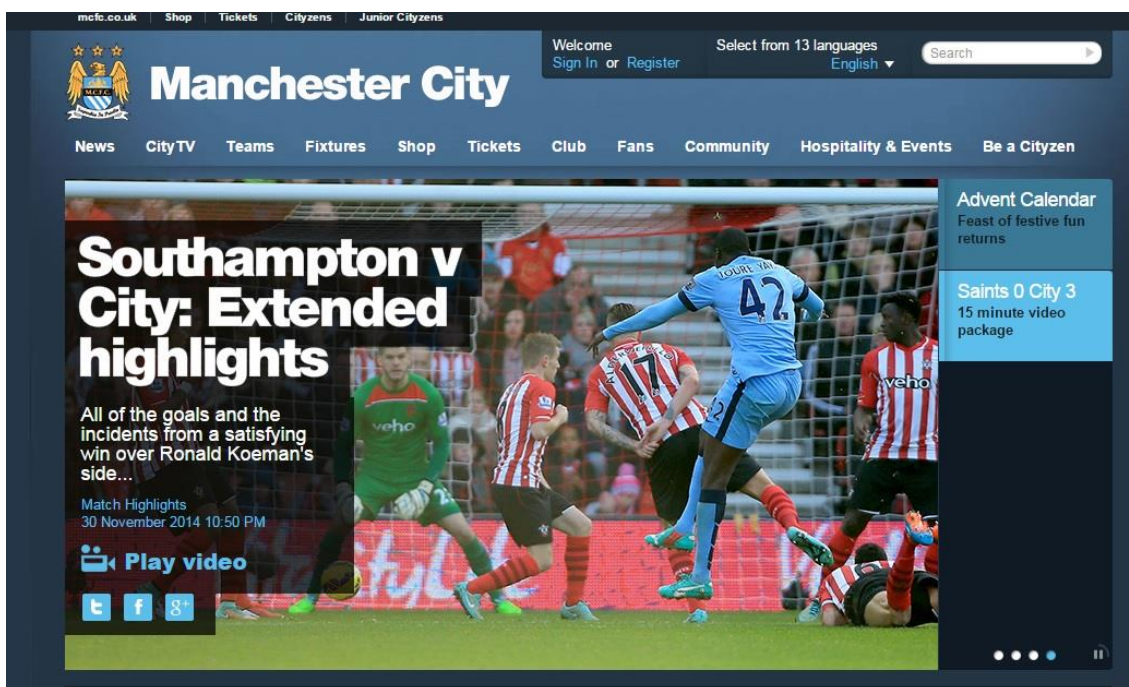 mcfc.co.uk Shop Tickets Cityzens Junior Cityzens
Welcome
Sign In or Register
Select from 13 languages
English
Search
M.C.F.C.
Manchester City
News CityTV Teams Fixtures Shop Tickets Club Fans Community Hospitality & Events Be a Cityzen
Southampton v
City: Extended
highlights
All of the goals and the
incidents from a satisfying
win over Ronald Koeman's
side...
Match Highlights
30 November 2014 10:50 PM
Play video
t f g+
Advent Calendar
Feast of festive fun
returns
Saints 0 City 3
15 minute video
package
42
17
veho
veho